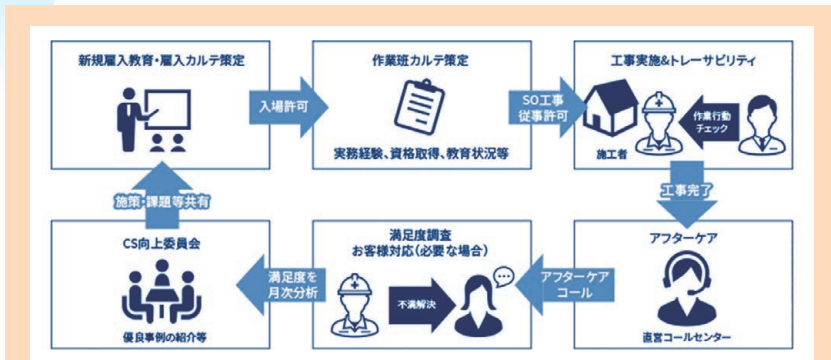 新規雇入教育・雇入カルテ策定
入場許可
作業班カルテ策定
実務経験、資格取得、教育状況等
SO工事
従事許可
工事実施&トレーサビリティ
作業行動
チェック
施工者
工事完了
アフターケア
直営コールセンター
アフターケア
コール
満足度調査
お客様対応(必要な場合)
不満解決
満足度を
月次分析
CS向上委員会
優良事例の紹介等
施策・課題等共有